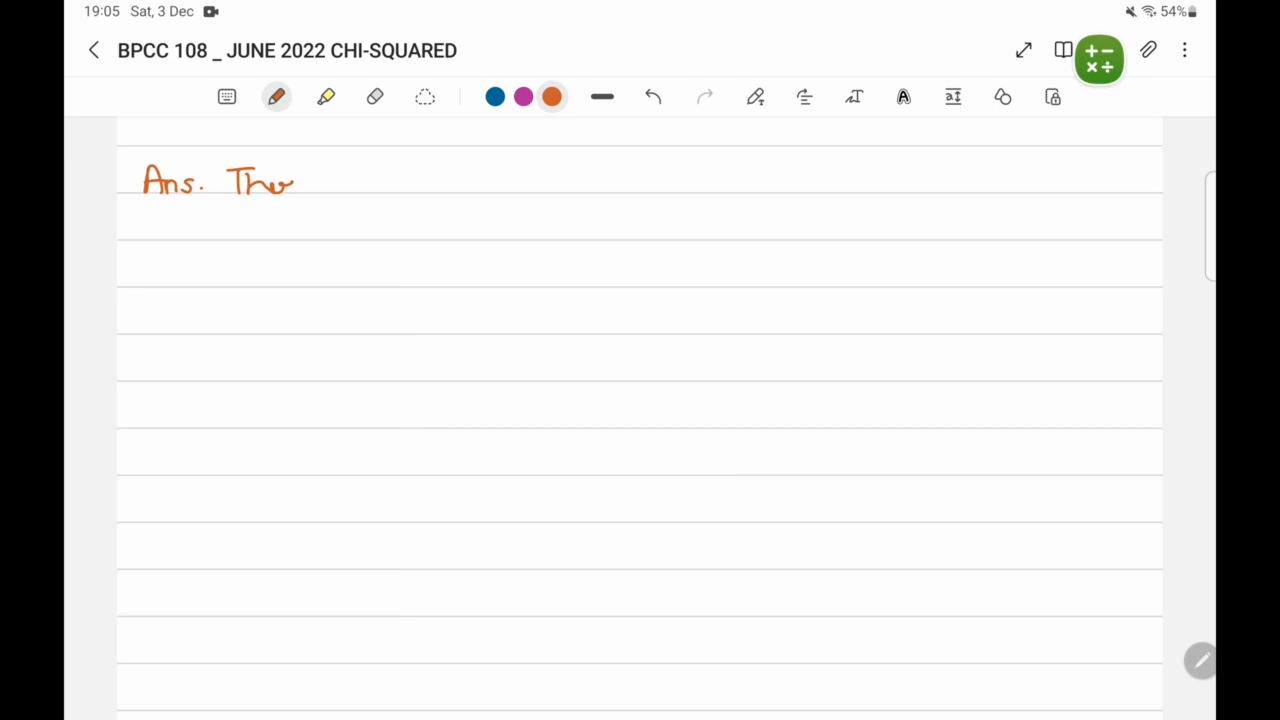 19:05 Sat, 3 Dec 54%
BPCC 108 _ JUNE 2022 CHI-SQUARED
Ans. The